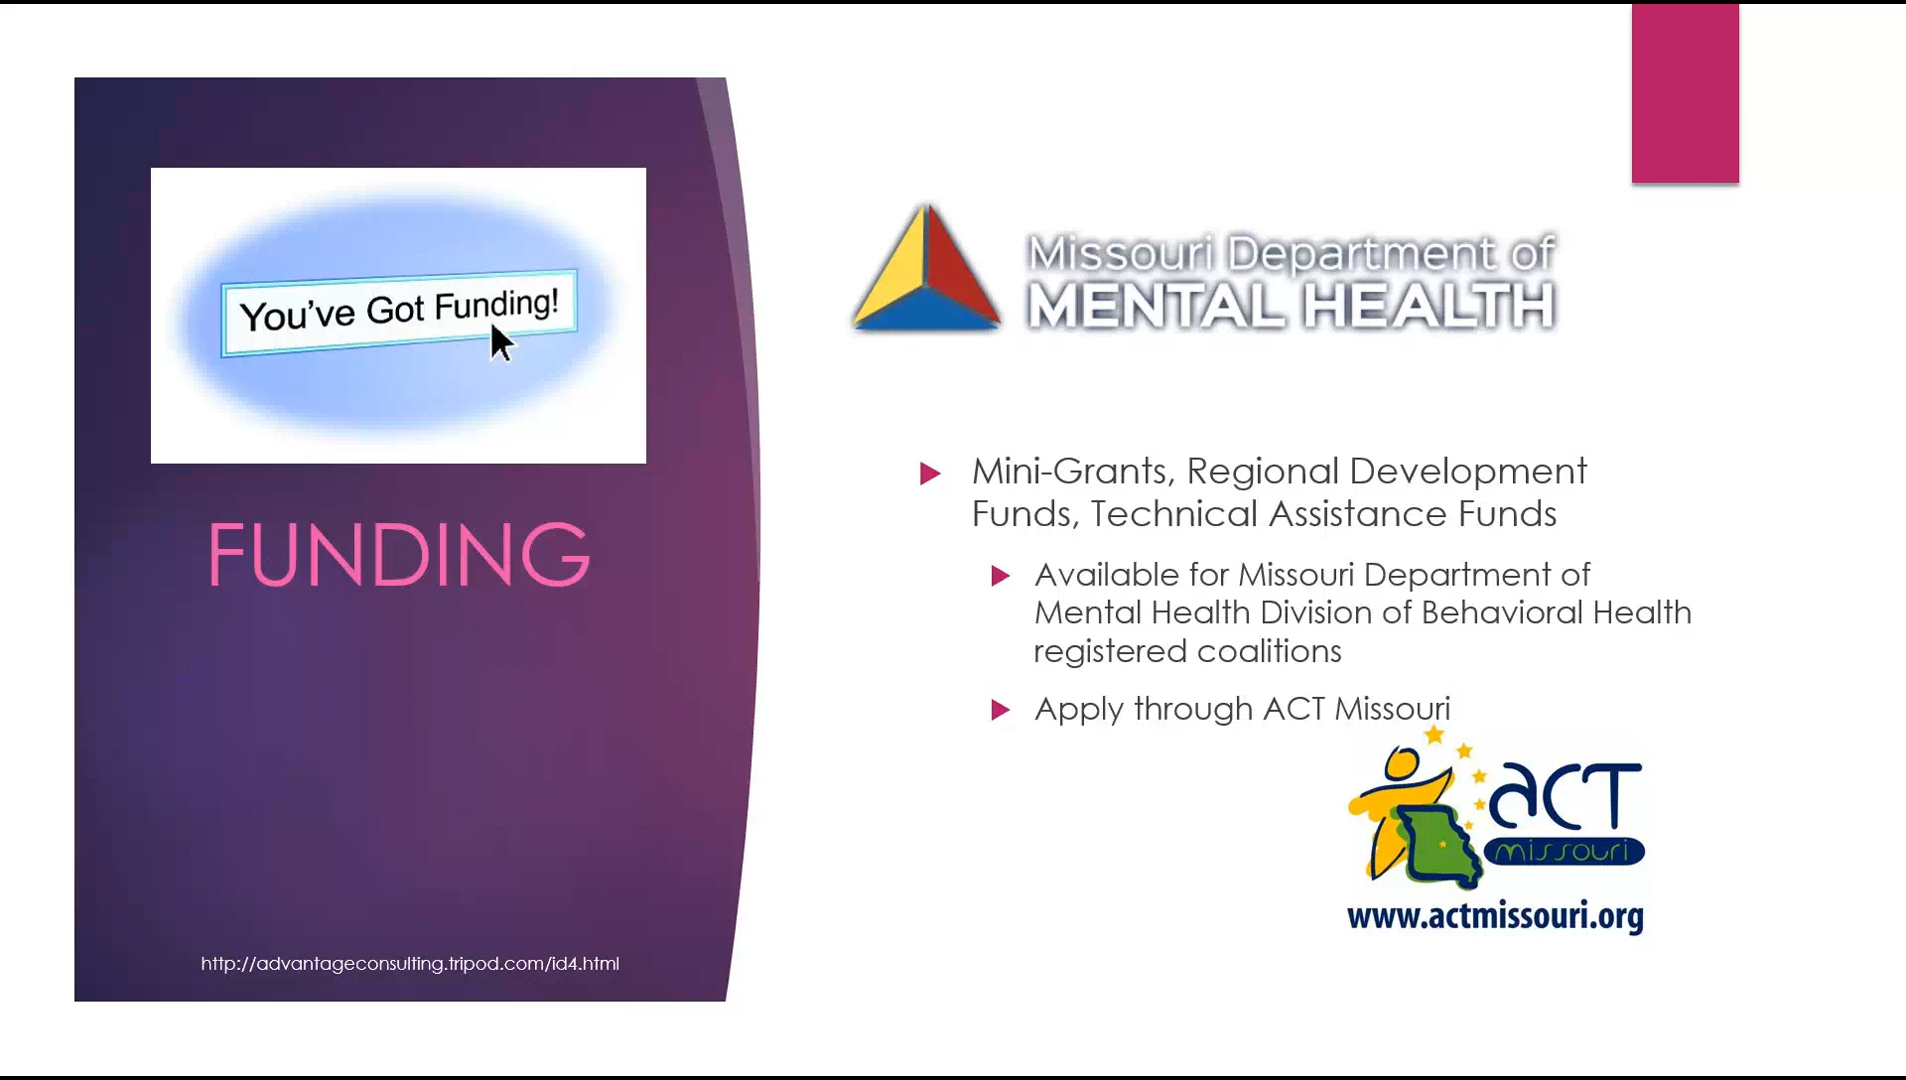 You've Got Funding!
FUNDING
http://advantageconsulting.tripod.com/id4.html
Missouri Department of
MENTAL HEALTH
Mini-Grants, Regional Development
Funds, Technical Assistance Funds
Available for Missouri Department of
Mental Health Division of Behavioral Health
registered coalitions
Apply through ACT Missouri
act
missouri
www.actmissouri.org